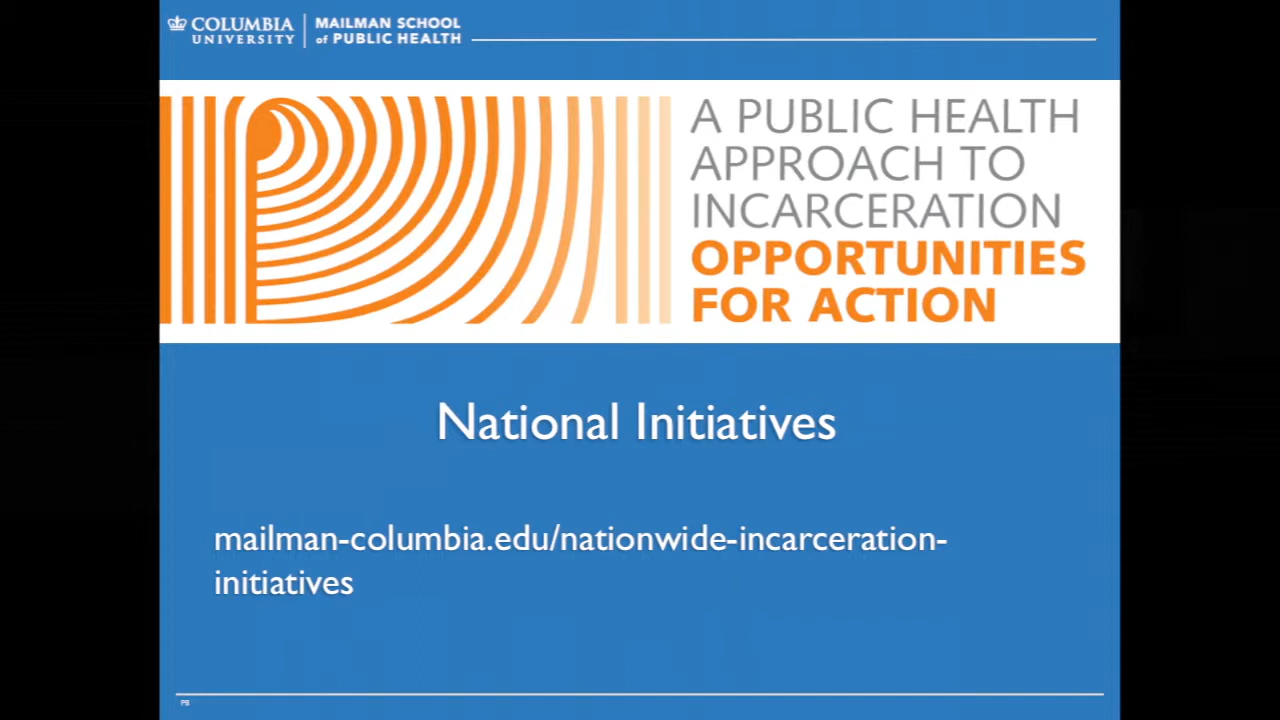 COLUMBIA UNIVERSITY
MAILMAN SCHOOL of PUBLIC HEALTH
A PUBLIC HEALTH
APPROACH TO
INCARCERATION
OPPORTUNITIES
FOR ACTION
National Initiatives
mailman-columbia.edu/nationwide-incarceration-
initiatives